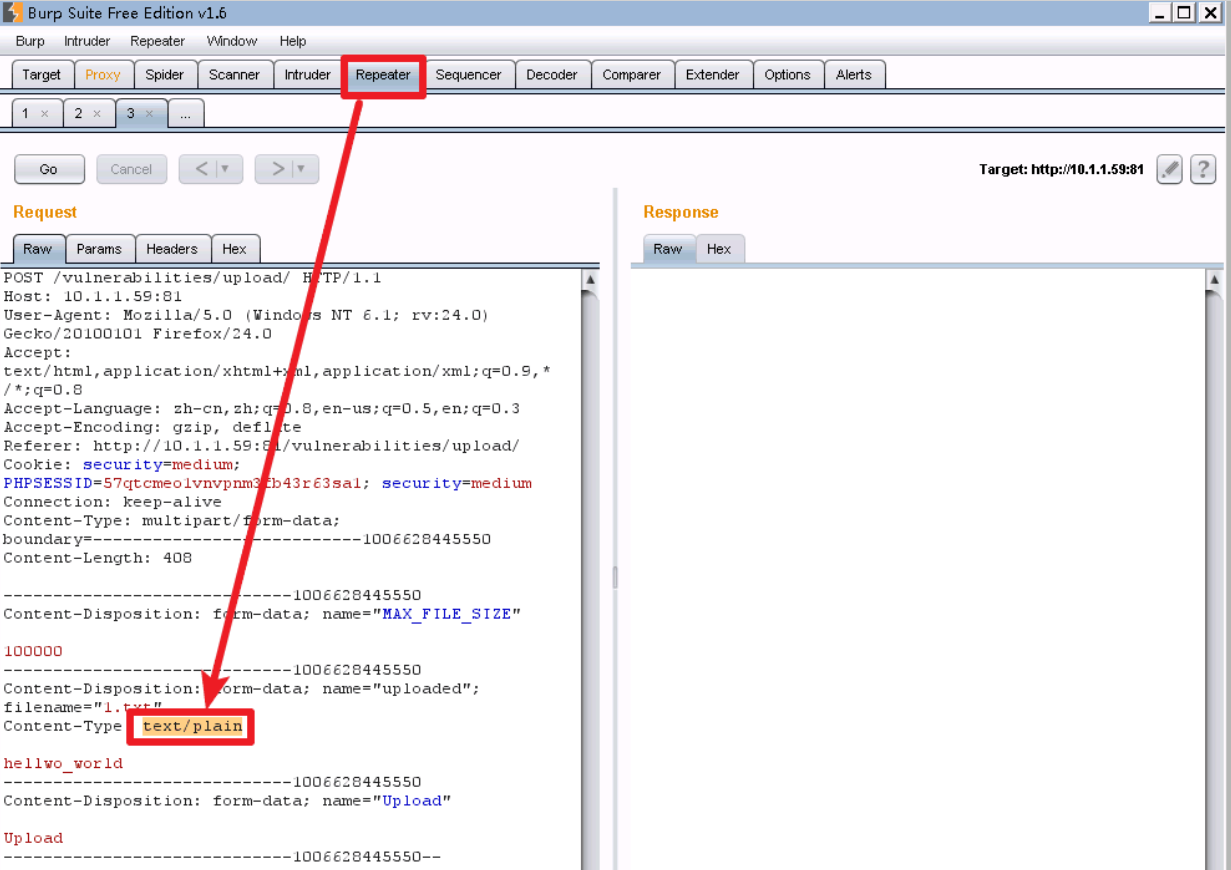 Burp Suite Free Edition v1.6
Burp Intruder Repeater Window Help
Target Proxy Spider Scanner Intruder Repeater Sequencer Decoder Comparer Extender Options Alerts
1 × 2 × 3 × ...
Go Cancel < > Target: http://10.1.1.59:81 ?
Request
Response
Raw Params Headers Hex
Raw Hex
POST /vulnerabilities/upload/ HTTP/1.1
Host: 10.1.1.59:81
User-Agent: Mozilla/5.0 (Windows NT 6.1; rv:24.0)
Gecko/20100101 Firefox/24.0
Accept:
text/html,application/xhtml+xml,application/xml;q=0.9,*
/*;q=0.8
Accept-Language: zh-cn,zh;q=0.8,en-us;q=0.5,en;q=0.3
Accept-Encoding: gzip, deflate
Referer: http://10.1.1.59:81/vulnerabilities/upload/
Cookie: security=medium;
PHPSESSID=57qtcmeo1vnvpnm3fb43r63sa1; security=medium
Connection: keep-alive
Content-Type: multipart/form-data;
boundary=---------------------------1006628445550
Content-Length: 408
-----------------------------1006628445550
Content-Disposition: form-data; name="MAX_FILE_SIZE"
100000
-----------------------------1006628445550
Content-Disposition: form-data; name="uploaded";
filename="1.txt"
Content-Type: text/plain
hellwo_world
-----------------------------1006628445550
Content-Disposition: form-data; name="Upload"
Upload
-----------------------------1006628445550--